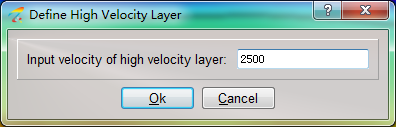 Define High Velocity Layer
Input velocity of high velocity layer: 2500
Ok Cancel